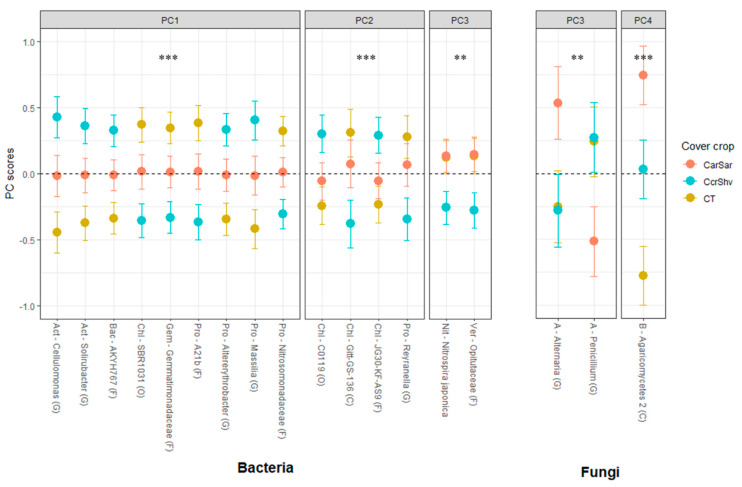 PC1
PC2
PC3
PC3
PC4
***
***
**
**
***
1.0
0.5
0.0
-0.5
-1.0
PC scores
Cover crop
CarSar
CcrShv
CT
Act - Cellulomonas (G)
Act - Solirubacter (G)
Bac - AKYH767 (F)
Chl - SBR1031 (O)
Gem - Gemmatimonadaceae (F)
Pro - A21b (F)
Pro - Altererythrobacter (G)
Pro - Massilia (G)
Pro - Nitrosomonadaceae (F)
Chl - C0119 (O)
Chl - Gitt-GS-136 (C)
Chl - JG30-KF-AS9 (F)
Pro - Reyranella (G)
Nit - Nitrospira japonica
Ver - Opitutaceae (F)
A - Alternaria (G)
A - Penicillium (G)
B - Agaricomycetes 2 (C)
Bacteria
Fungi